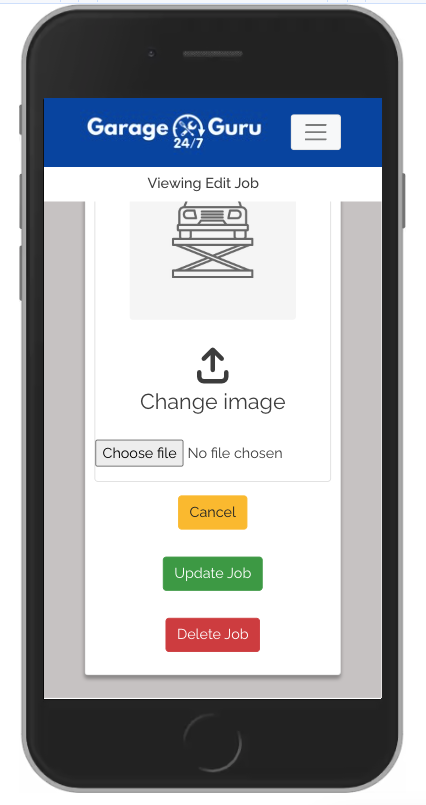 Garage Guru
24/7
Viewing Edit Job
Change image
Choose file No file chosen
Cancel
Update Job
Delete Job